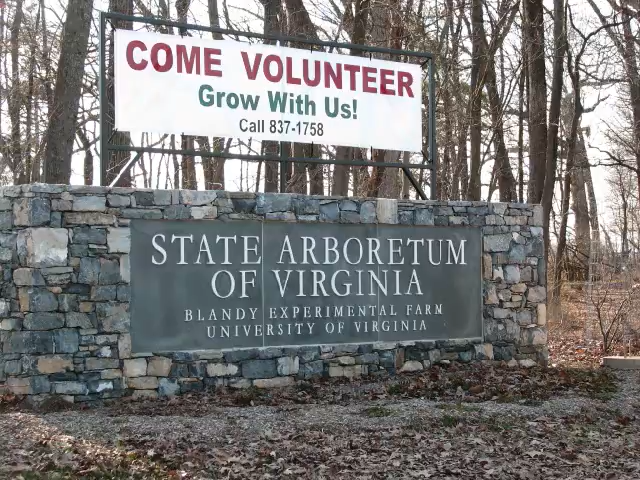 COME VOLUNTEER
Grow With Us!
Call 837-1758
STATE ARBORETUM
OF VIRGINIA
BLANDY EXPERIMENTAL FARM
UNIVERSITY OF VIRGINIA